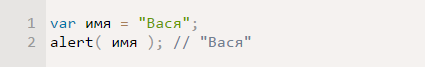 1 var имя = "Вася";
2 alert( имя ); // "Вася"